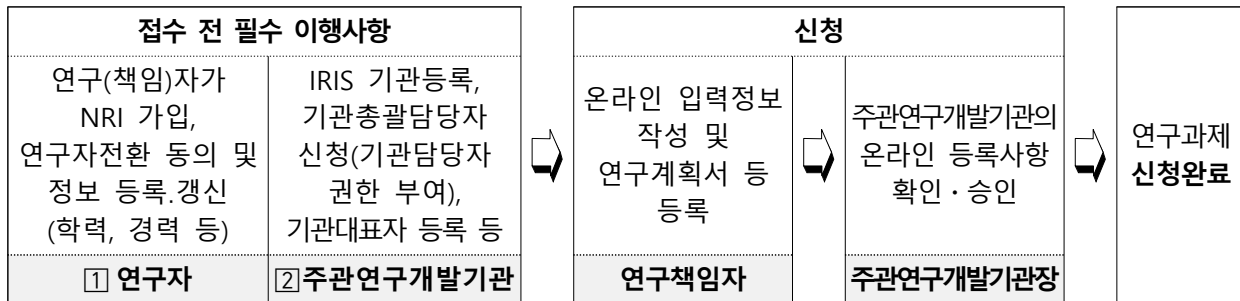 접수 전 필수 이행사항
연구(책임)자가
NRI 가입,
연구자전환 동의 및
정보 등록.갱신
(학력, 경력 등)
1 연구자
IRIS 기관등록,
기관총괄담당자
신청(기관담당자
권한 부여),
기관대표자 등록 등
2 주관연구개발기관
신청
온라인 입력정보
작성 및
연구계획서 등
등록
연구책임자
주관연구개발기관의
온라인 등록사항
확인・승인
주관연구개발기관장
연구과제
신청완료